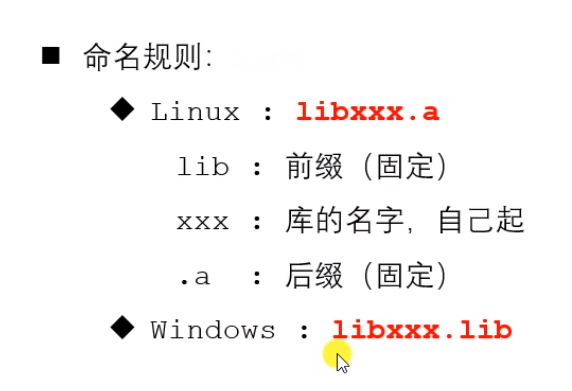 ■ 命名规则:
◆ Linux : libxxx.a
lib : 前缀（固定）
xxx : 库的名字，自己起
.a : 后缀（固定）
◆ Windows : libxxx.lib